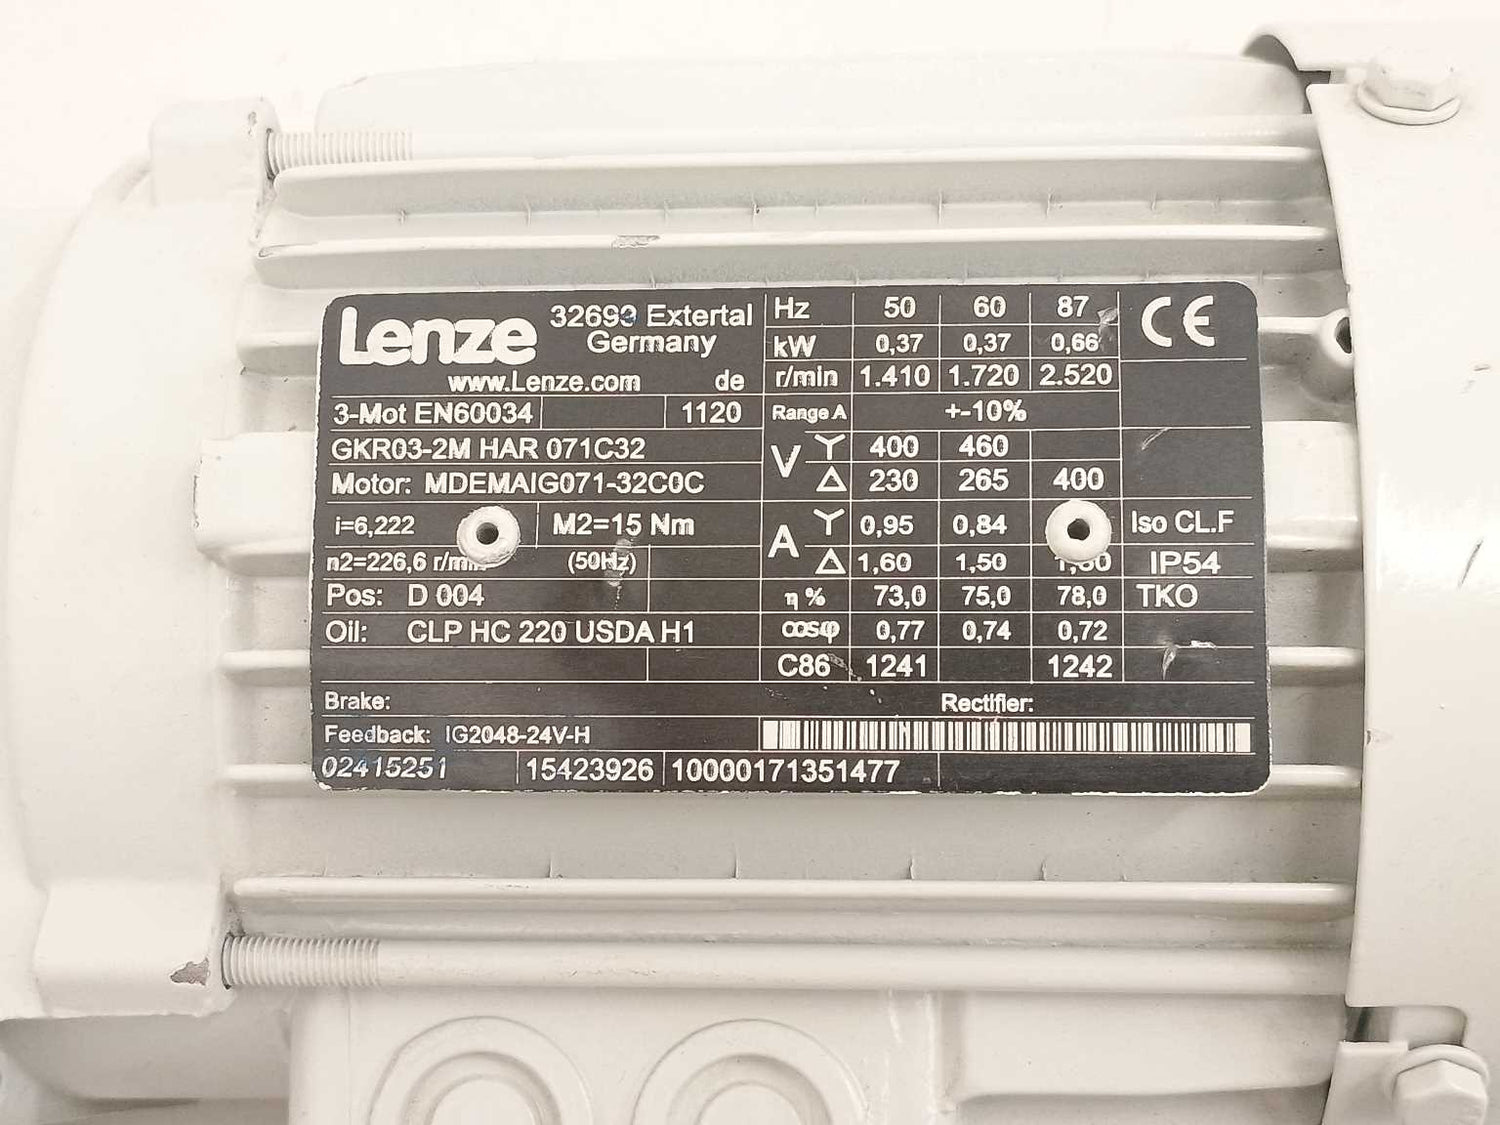 Lenze
32699 Extertal
Germany
www.Lenze.com de
3-Mot EN60034 1120
GKR03-2M HAR 071C32
Motor: MDEMAIG071-32C0C
i=6,222 M2=15 Nm
n2=226,6 r/min (50Hz)
Pos: D 004
Oil: CLP HC 220 USDA H1
Hz 50 60 87 CE
kW 0,37 0,37 0,66
r/min 1.410 1.720 2.520
Range A +-10%
V Y 400 460
Δ 230 265 400
A Y 0,95 0,84 Iso CL.F
Δ 1,60 1,50 IP54
η % 73,0 75,0 78,0 TKO
cosφ 0,77 0,74 0,72
C86 1241 1242
Brake: Rectifier:
Feedback: IG2048-24V-H
02415251 15423926 10000171351477